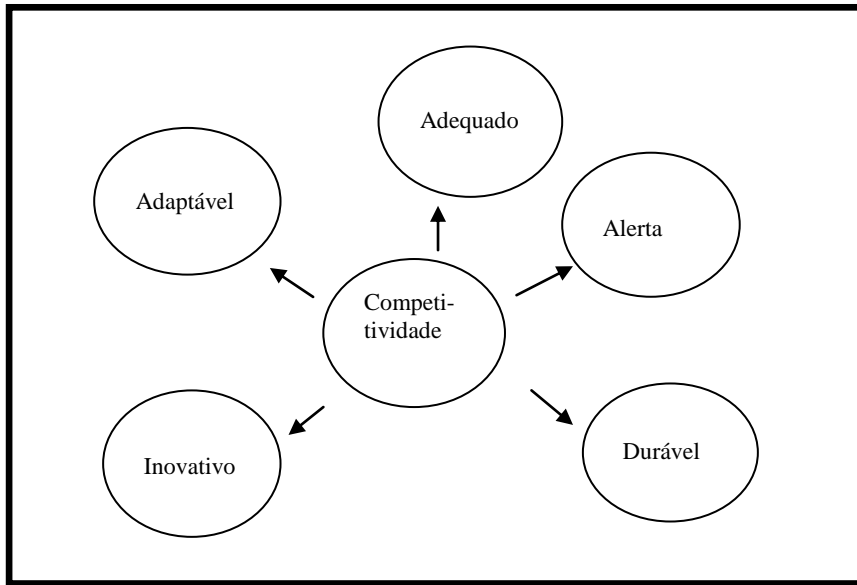 Adequado
Adaptável
Alerta
Competi-
tividade
Inovativo
Durável